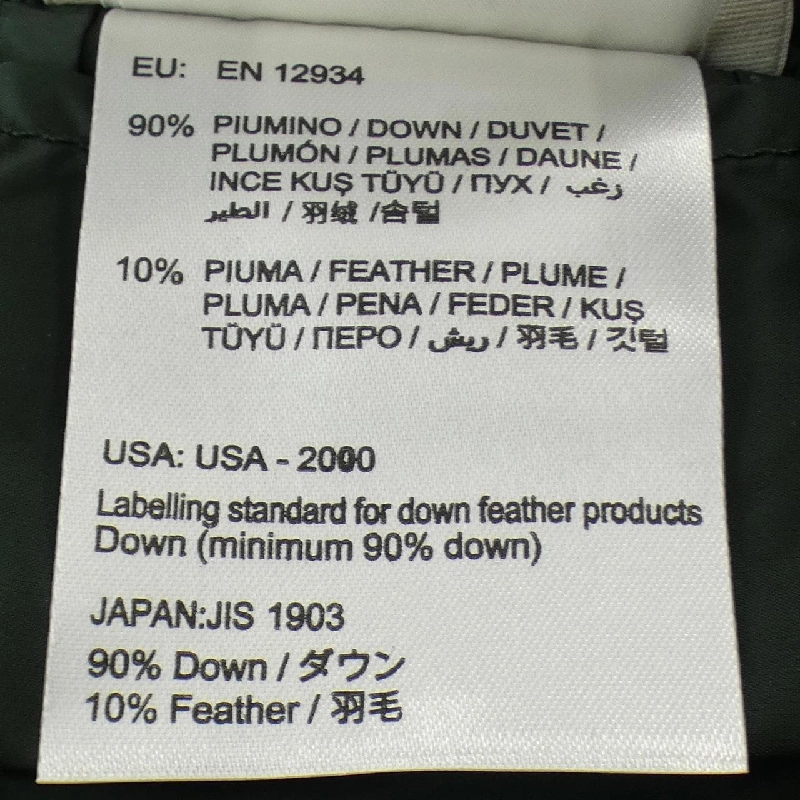 EU: EN 12934
90% PIUMINO / DOWN / DUVET /
PLUMÓN / PLUMAS / DAUNE /
INCE KUŞ TÜYÜ / ПУХ / زغب
الطير / 羽绒 /솜털
10% PIUMA / FEATHER / PLUME /
PLUMA / PENA / FEDER / KUŞ
TÜYÜ / ПЕРО / ريش / 羽毛 / 깃털
USA: USA - 2000
Labelling standard for down feather products
Down (minimum 90% down)
JAPAN:JIS 1903
90% Down / ダウン
10% Feather / 羽毛